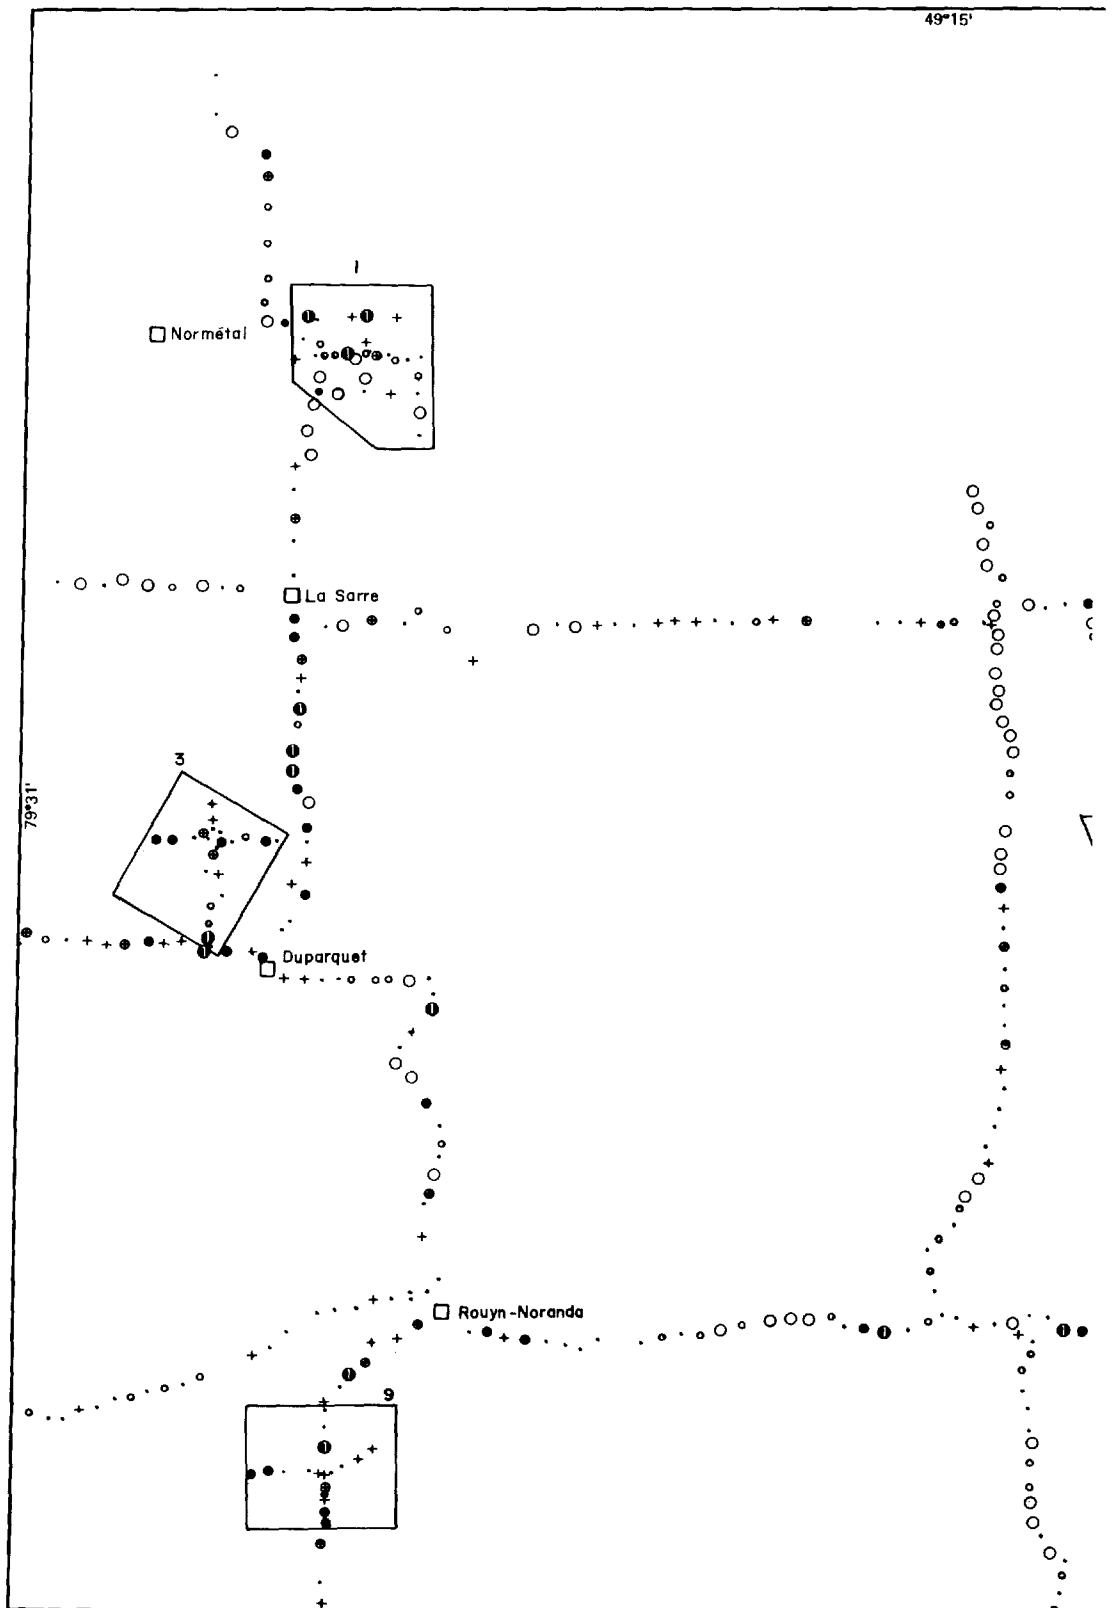 49°15'
1
Normétal
La Sarre
3
79°31'
Duparquet
Rouyn-Noranda
9